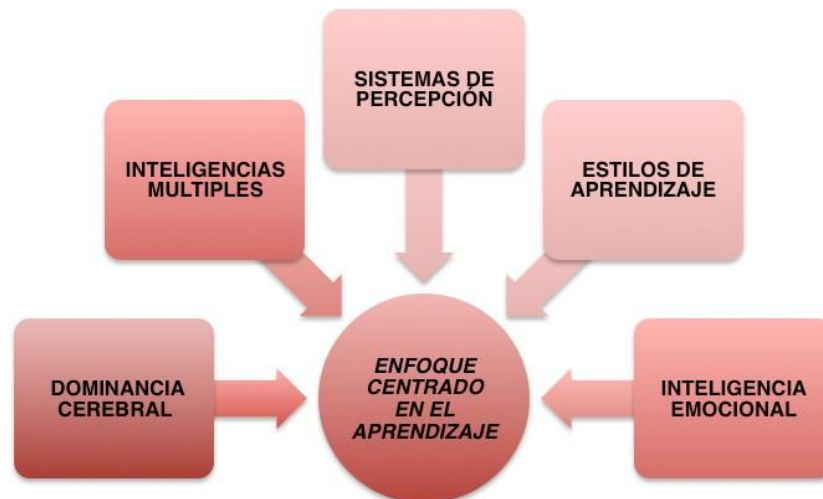 SISTEMAS DE
PERCEPCIÓN
INTELIGENCIAS
MULTIPLES
ESTILOS DE
APRENDIZAJE
DOMINANCIA
CEREBRAL
ENFOQUE
CENTRADO
EN EL
APRENDIZAJE
INTELIGENCIA
EMOCIONAL